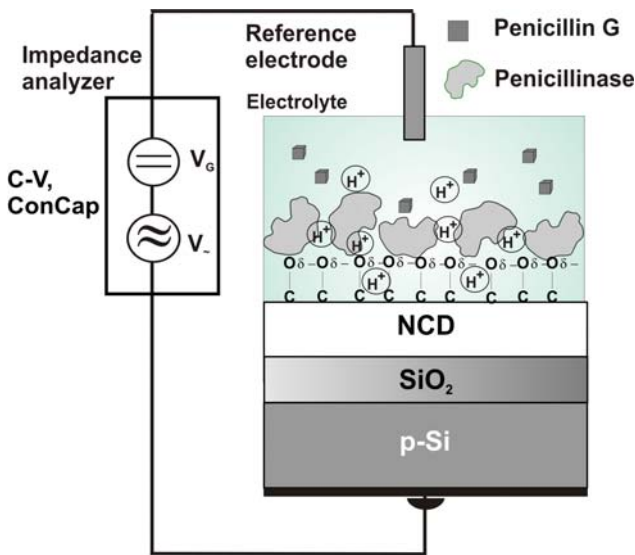 Impedance
analyzer
Reference
electrode
Penicillin G
Penicillinase
Electrolyte
C-V,
ConCap
V_G
V_~
H⁺
H⁺
H⁺ H⁺ H⁺ H⁺
Oδ –Oδ – Oδ –Oδ –Oδ –Oδ – Oδ –Oδ –Oδ –
H⁺ H⁺
C C C C C C C C C
NCD
SiO₂
p-Si